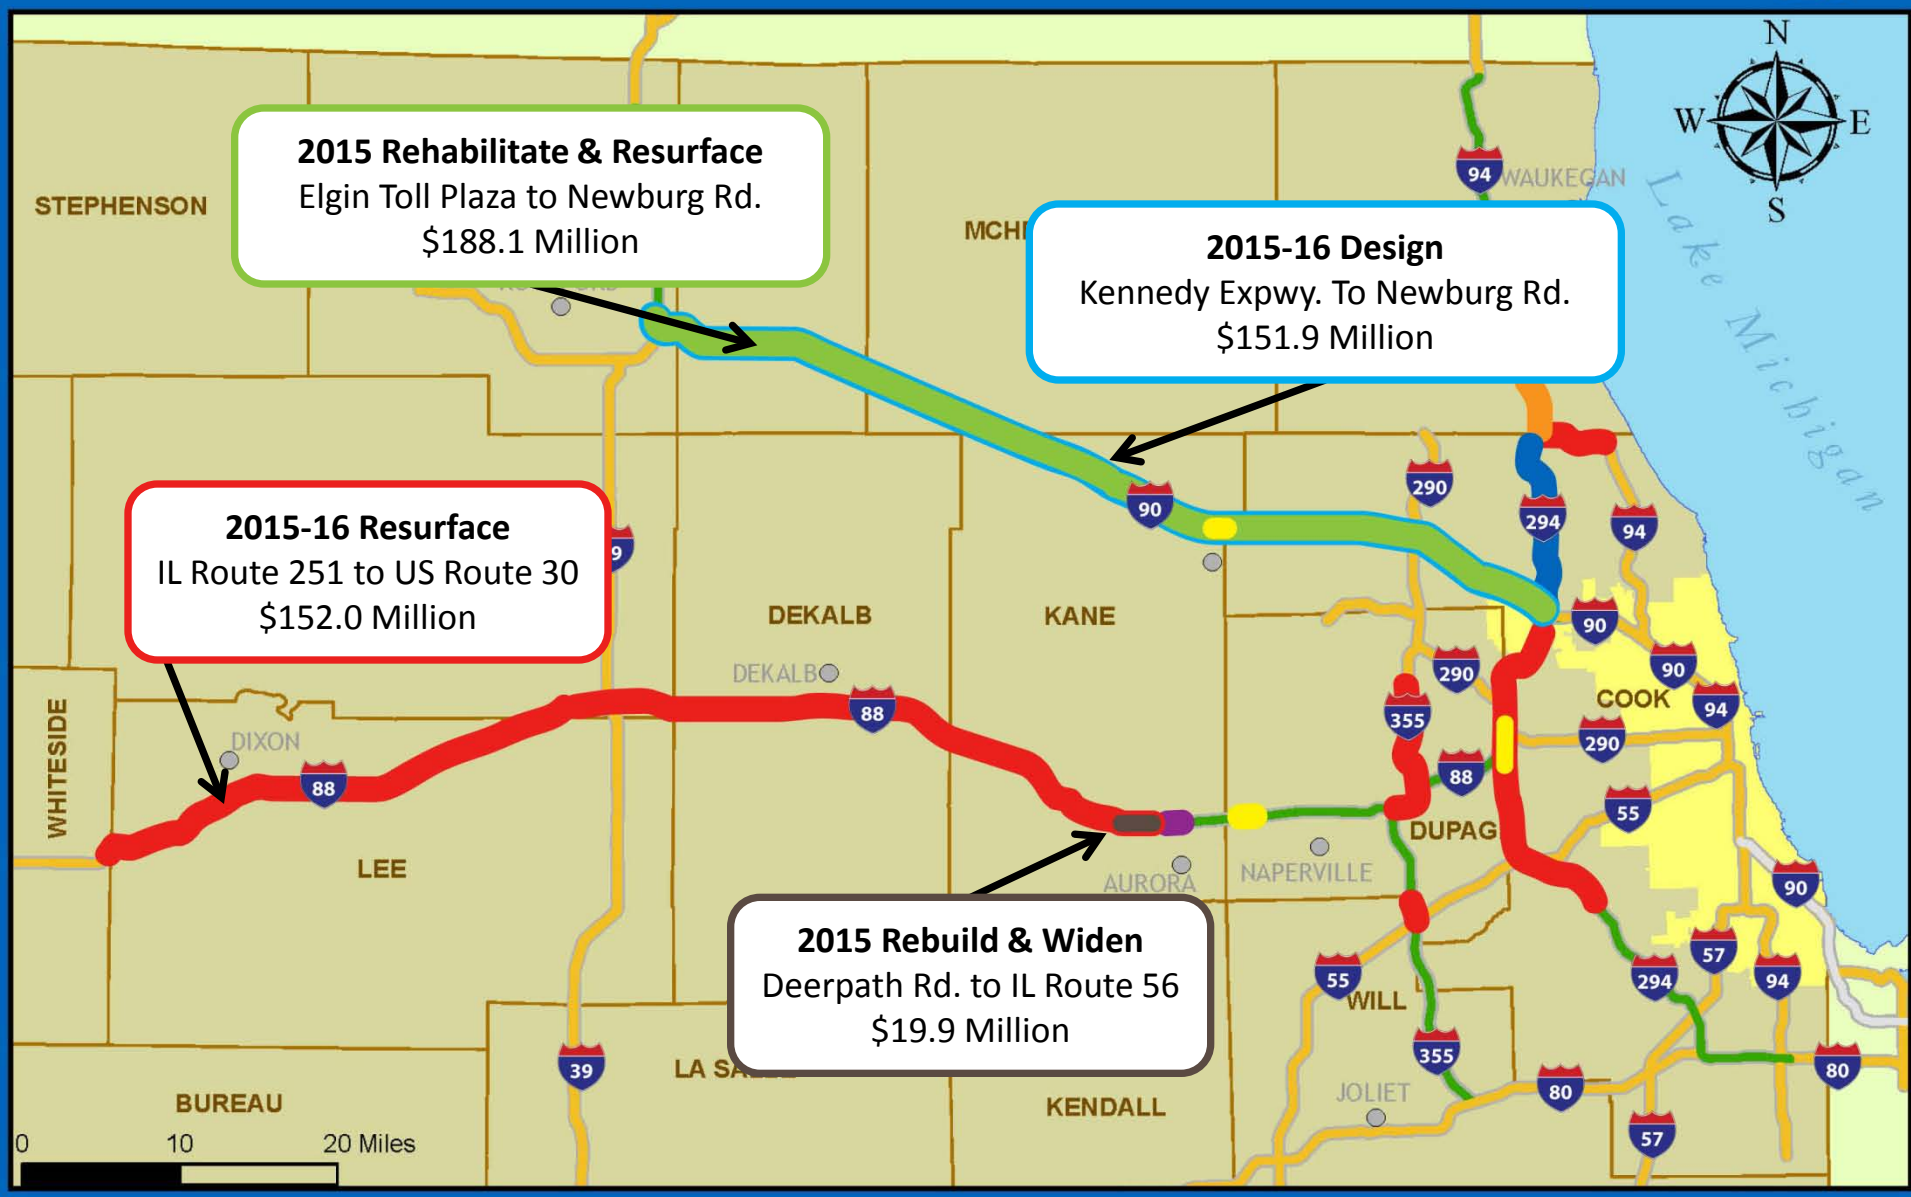 N
W
E
S
94
WAUKEGAN
Lake Michigan
STEPHENSON
2015 Rehabilitate & Resurface
Elgin Toll Plaza to Newburg Rd.
$188.1 Million
MCH
2015-16 Design
Kennedy Expwy. To Newburg Rd.
$151.9 Million
90
290
294
94
2015-16 Resurface
IL Route 251 to US Route 30
$152.0 Million
9
DEKALB
KANE
DEKALB
88
90
90
290
COOK
94
355
290
WHITESIDE
DIXON
88
88
55
DUPAG
LEE
AURORA
NAPERVILLE
90
2015 Rebuild & Widen
Deerpath Rd. to IL Route 56
$19.9 Million
57
55
294
94
WILL
39
LA SA
355
80
80
BUREAU
KENDALL
JOLIET
57
0 10 20 Miles